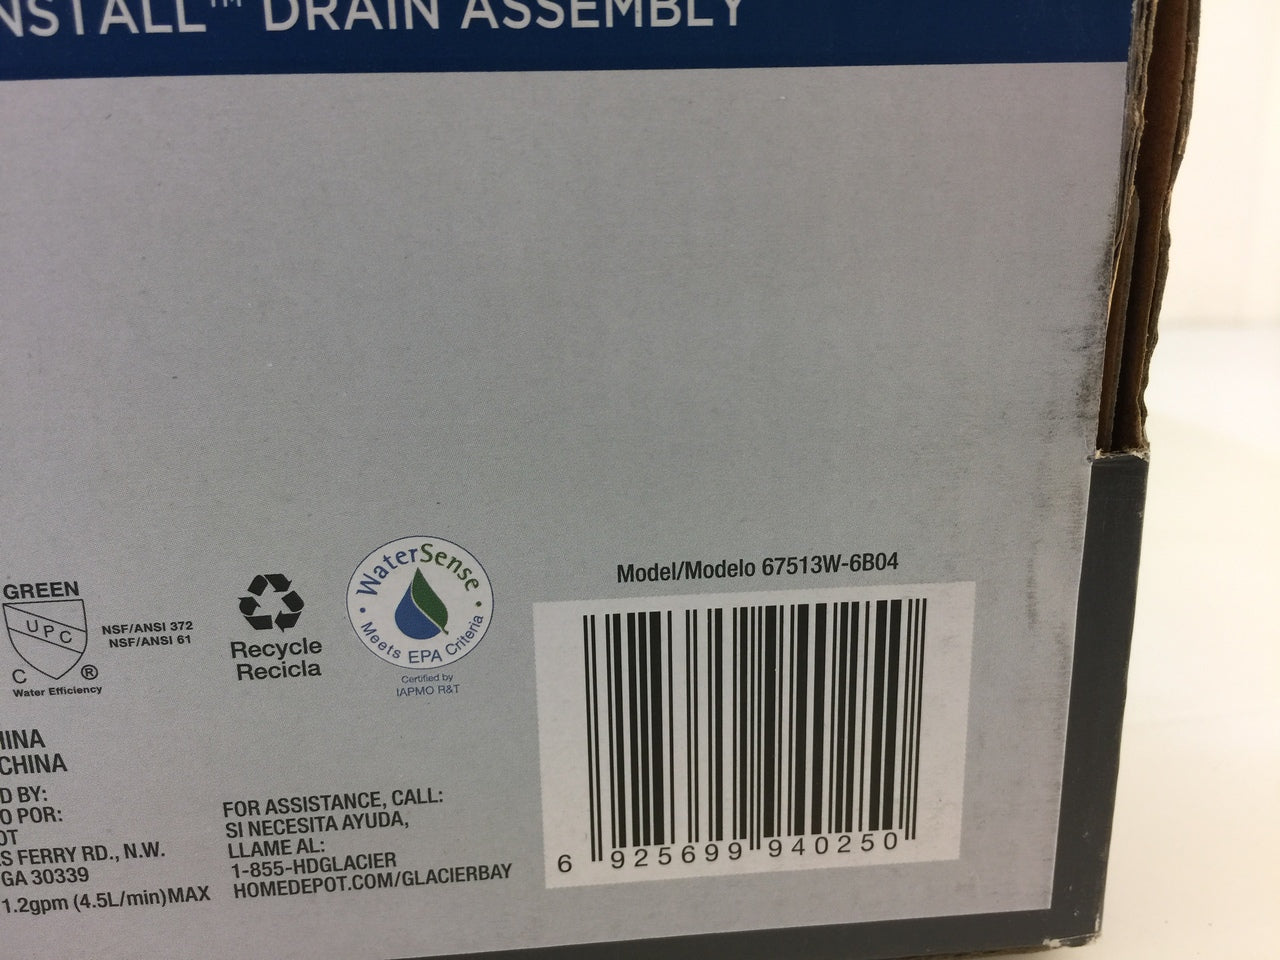 NSTALL™ DRAIN ASSEMBLY
Model/Modelo 67513W-6B04
GREEN
UPC
C ®
Water Efficiency
NSF/ANSI 372
NSF/ANSI 61
Recycle
Recicla
WaterSense
Meets EPA Criteria
Certified by
IAPMO R&T
INA
CHINA
D BY:
O POR:
OT
S FERRY RD., N.W.
GA 30339
1.2gpm (4.5L/min)MAX
FOR ASSISTANCE, CALL:
SI NECESITA AYUDA,
LLAME AL:
1-855-HDGLACIER
HOMEDEPOT.COM/GLACIERBAY
6 925699 940250